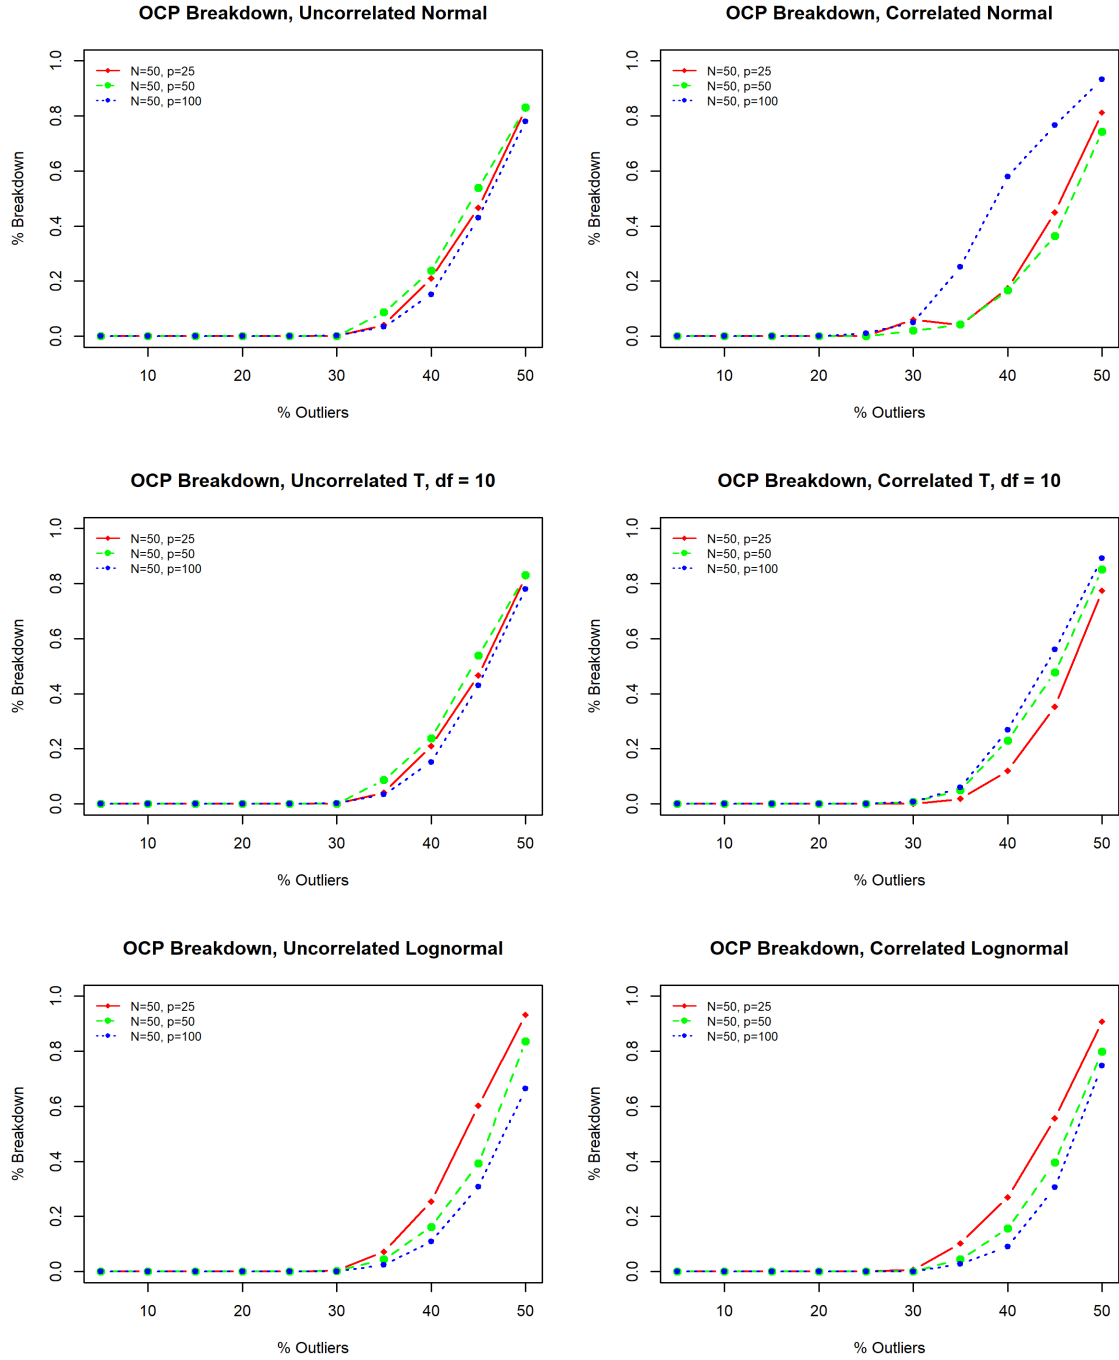 OCP Breakdown, Uncorrelated Normal
% Breakdown
1.0
0.8
0.6
0.4
0.2
0.0
N=50, p=25
N=50, p=50
N=50, p=100
10 20 30 40 50
% Outliers
OCP Breakdown, Correlated Normal
% Breakdown
1.0
0.8
0.6
0.4
0.2
0.0
N=50, p=25
N=50, p=50
N=50, p=100
10 20 30 40 50
% Outliers
OCP Breakdown, Uncorrelated T, df = 10
% Breakdown
1.0
0.8
0.6
0.4
0.2
0.0
N=50, p=25
N=50, p=50
N=50, p=100
10 20 30 40 50
% Outliers
OCP Breakdown, Correlated T, df = 10
% Breakdown
1.0
0.8
0.6
0.4
0.2
0.0
N=50, p=25
N=50, p=50
N=50, p=100
10 20 30 40 50
% Outliers
OCP Breakdown, Uncorrelated Lognormal
% Breakdown
1.0
0.8
0.6
0.4
0.2
0.0
N=50, p=25
N=50, p=50
N=50, p=100
10 20 30 40 50
% Outliers
OCP Breakdown, Correlated Lognormal
% Breakdown
1.0
0.8
0.6
0.4
0.2
0.0
N=50, p=25
N=50, p=50
N=50, p=100
10 20 30 40 50
% Outliers